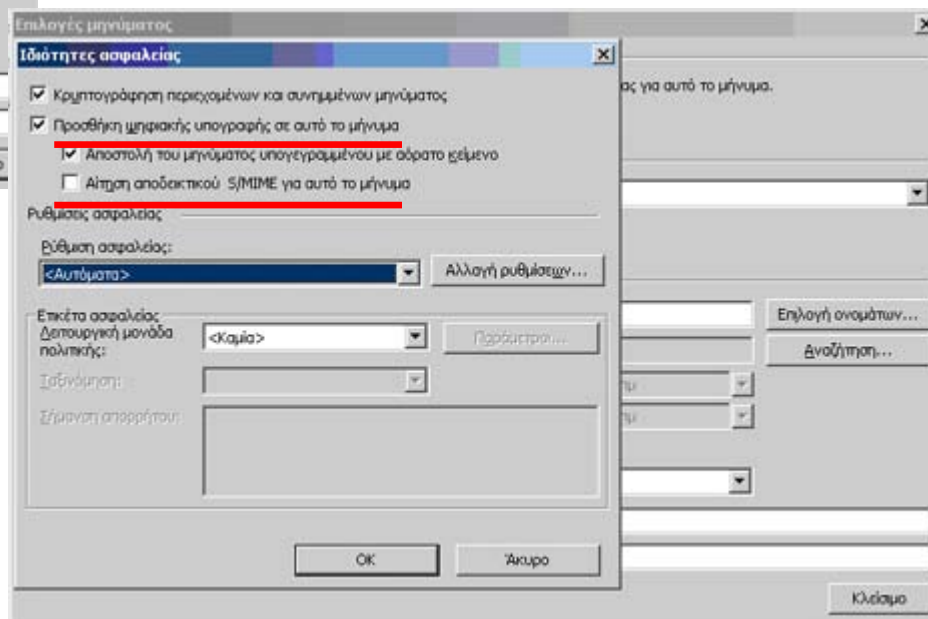 Επιλογές μηνύματος
Ιδιότητες ασφαλείας
Κρυπτογράφηση περιεχομένων και συνημμένων μηνύματος
ας για αυτό το μήνυμα.
Προσθήκη ψηφιακής υπογραφής σε αυτό το μήνυμα
Αποστολή του μηνύματος υπογεγραμμένου με αόρατο κείμενο
Αίτηση αποδεικτικού S/MIME για αυτό το μήνυμα
Ρυθμίσεις ασφαλείας
Ρύθμιση ασφαλείας:
<Αυτόματα>
Αλλαγή ρυθμίσεων...
Ετικέτα ασφαλείας
Λειτουργική μονάδα
πολιτικής:
<Καμία>
Παράμετροι...
Επιλογή ονομάτων...
Αναζήτηση...
Ταξινόμηση:
Σήμανση απορρήτου:
OK
Άκυρο
Κλείσιμο